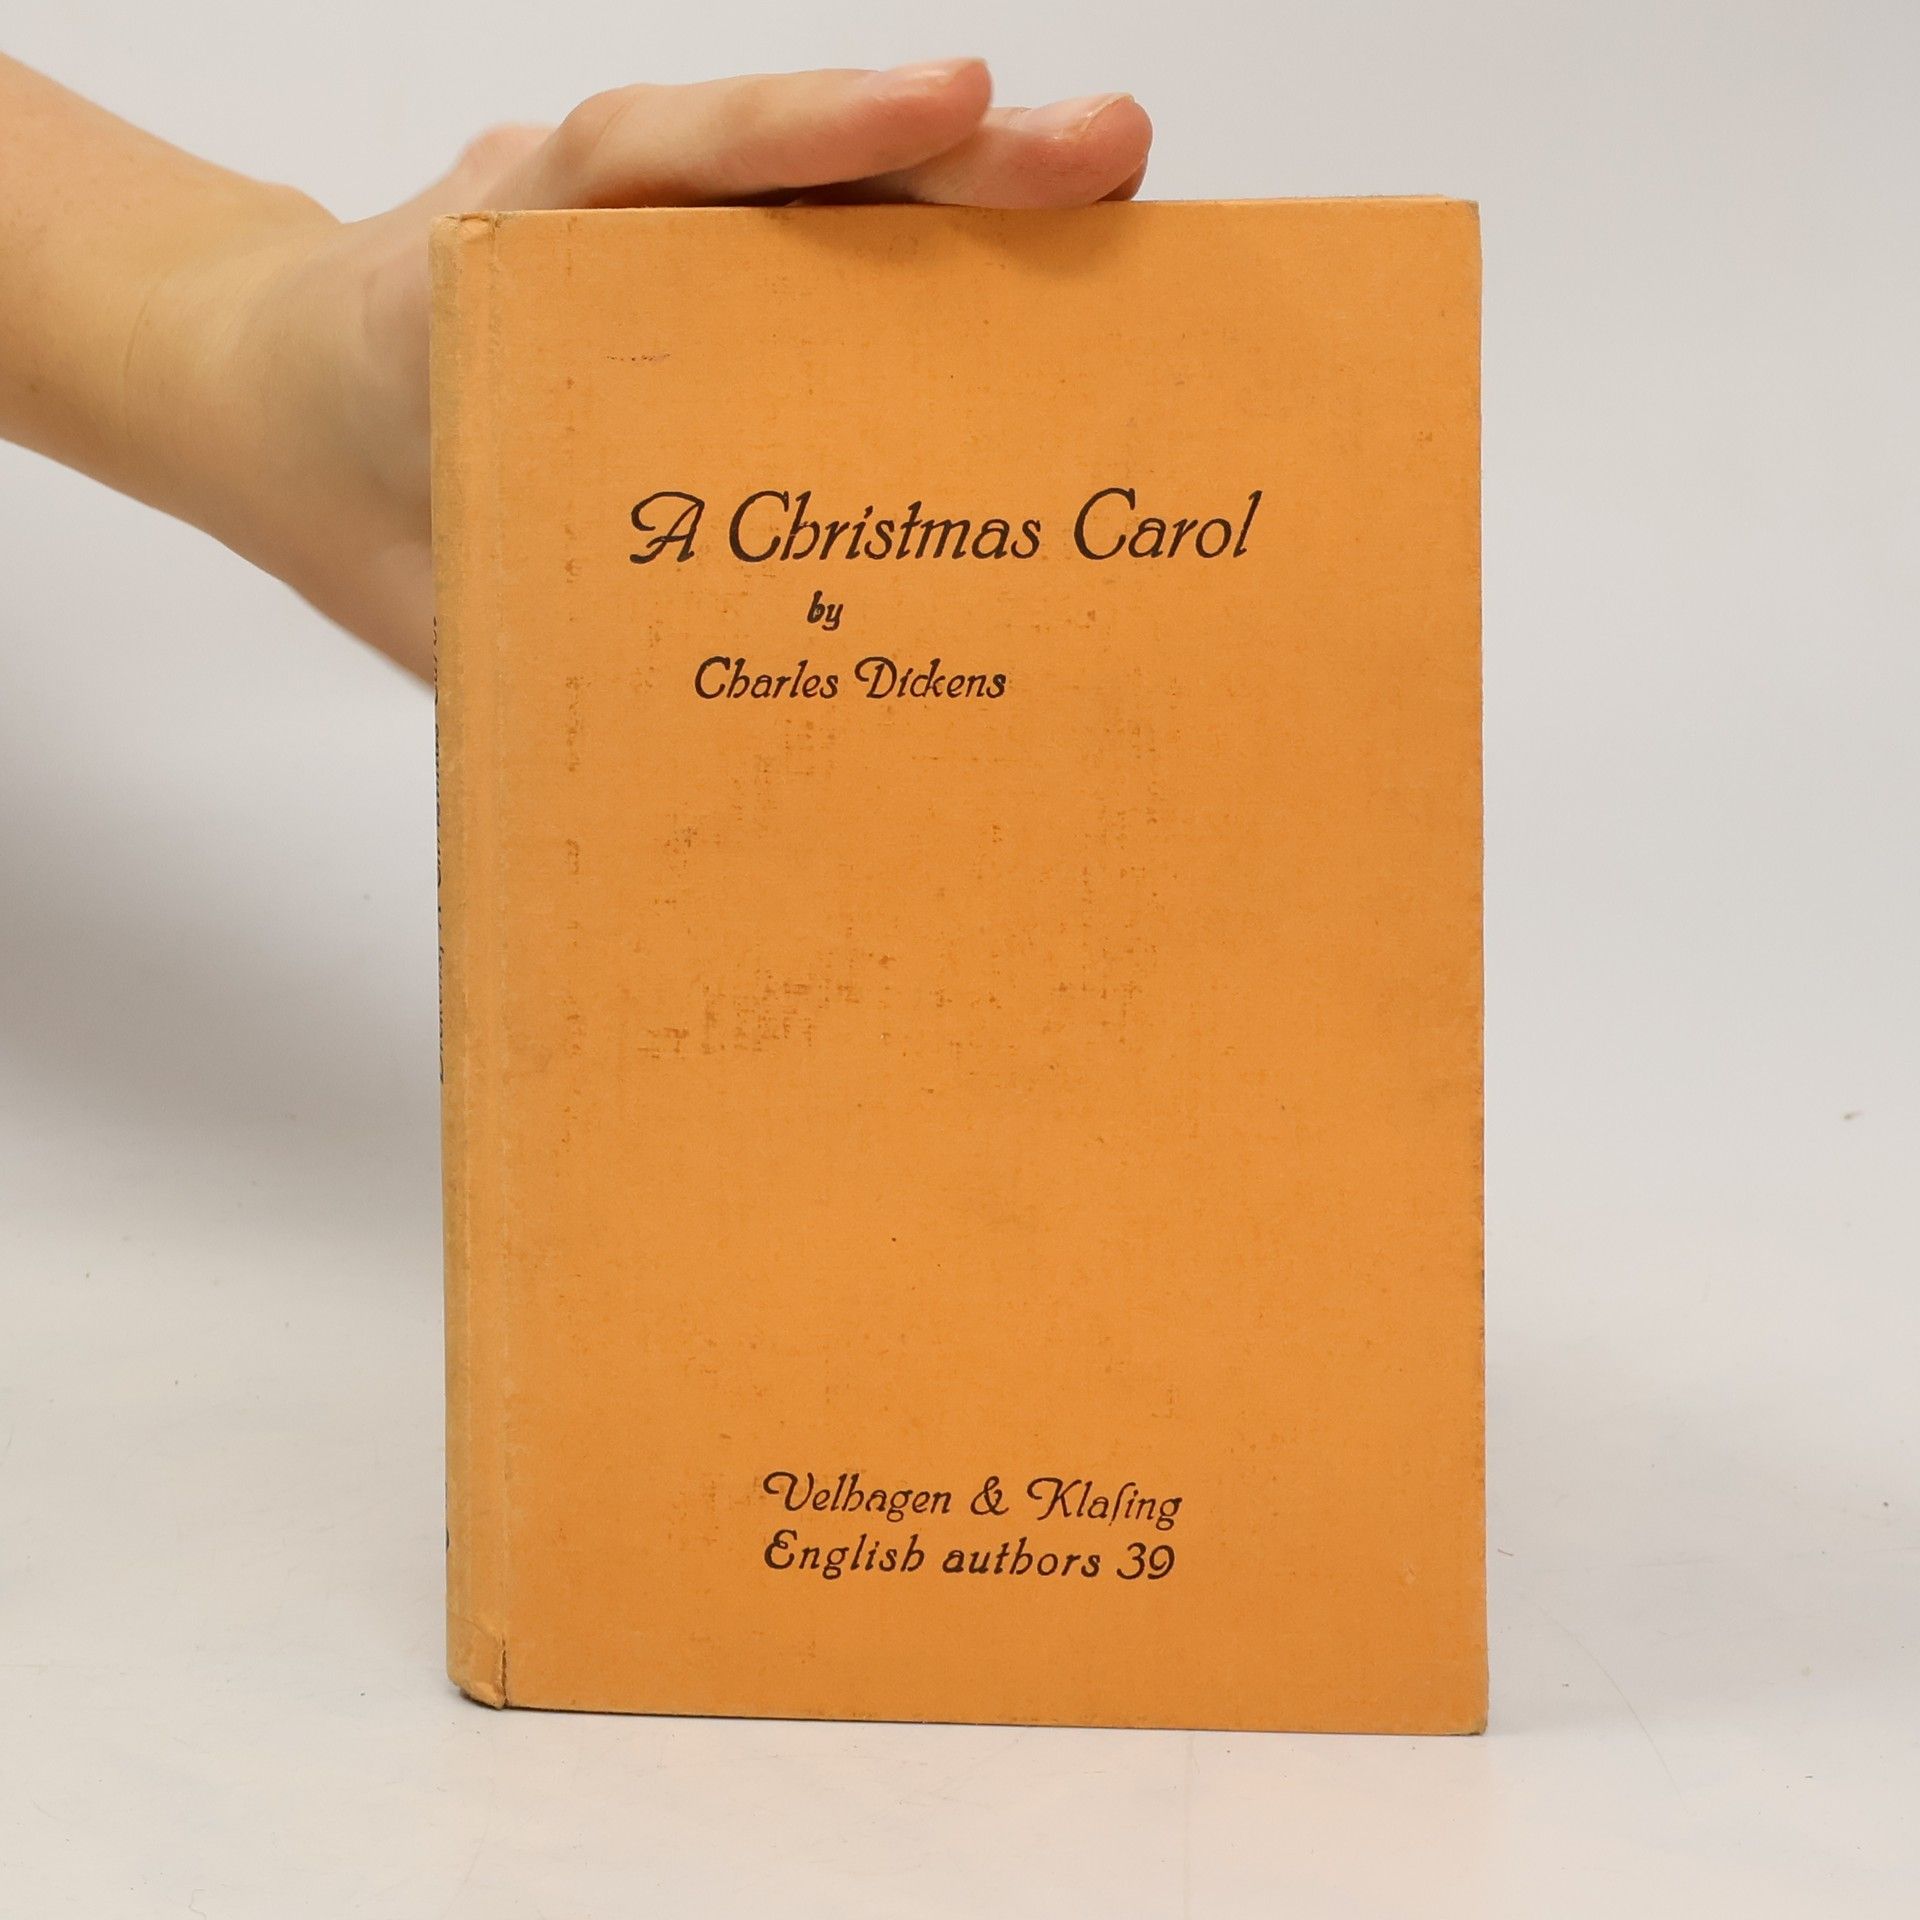 A Christmas Carol
by
Charles Dickens
Velhagen & Klaſing
English authors 39